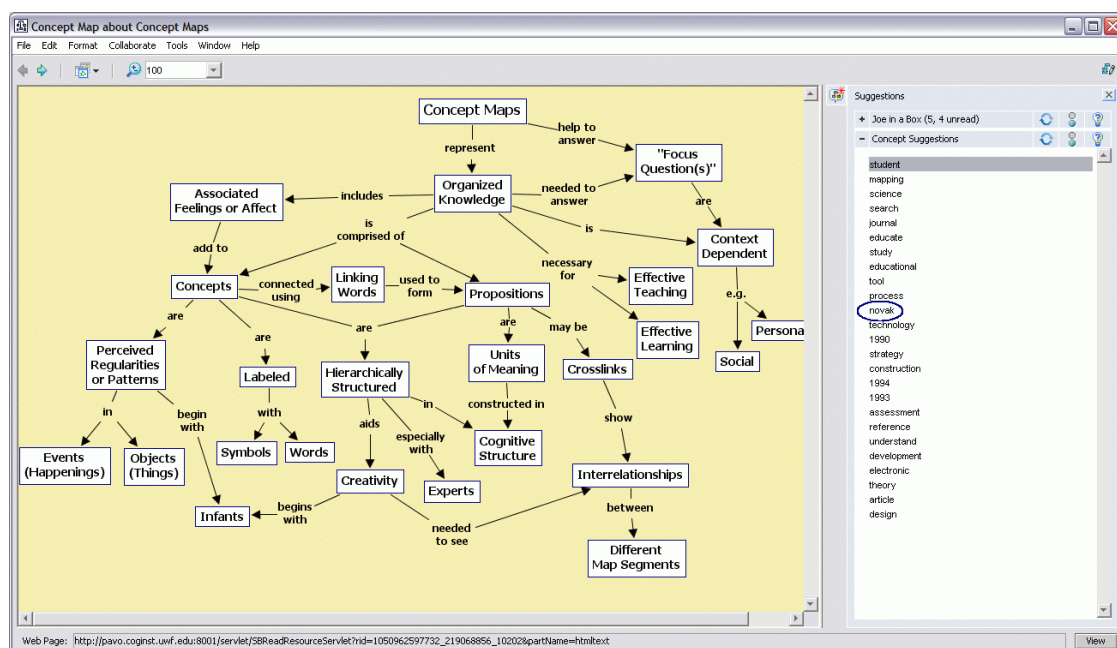 Concept Map about Concept Maps
File Edit Format Collaborate Tools Window Help
100
Concept Maps
help to
answer
represent
"Focus
Question(s)"
Organized
Knowledge
needed to
answer
includes
Associated
Feelings or Affect
are
is
comprised of
is
Context
Dependent
add to
necessary
for
Concepts
connected
using
Linking
Words
used to
form
Propositions
Effective
Teaching
e.g.
are
are
are
are
may be
Effective
Learning
Persona
Social
Perceived
Regularities
or Patterns
Labeled
Hierarchically
Structured
Units
of Meaning
Crosslinks
in
begin
with
with
aids
in
constructed in
especially
with
show
Events
(Happenings)
Objects
(Things)
Symbols
Words
Cognitive
Structure
Creativity
Experts
Interrelationships
Infants
begins
with
needed
to see
between
Different
Map Segments
Suggestions
+ Joe in a Box (5, 4 unread)
− Concept Suggestions
student
mapping
science
search
journal
educate
study
educational
tool
process
novak
technology
1990
strategy
construction
1994
1993
assessment
reference
understand
development
electronic
theory
article
design
Web Page: http://pavo.coginst.uwf.edu:8001/servlet/SBReadResourceServlet?rid=1050962597732_219068856_10202&partName=htmltext
View